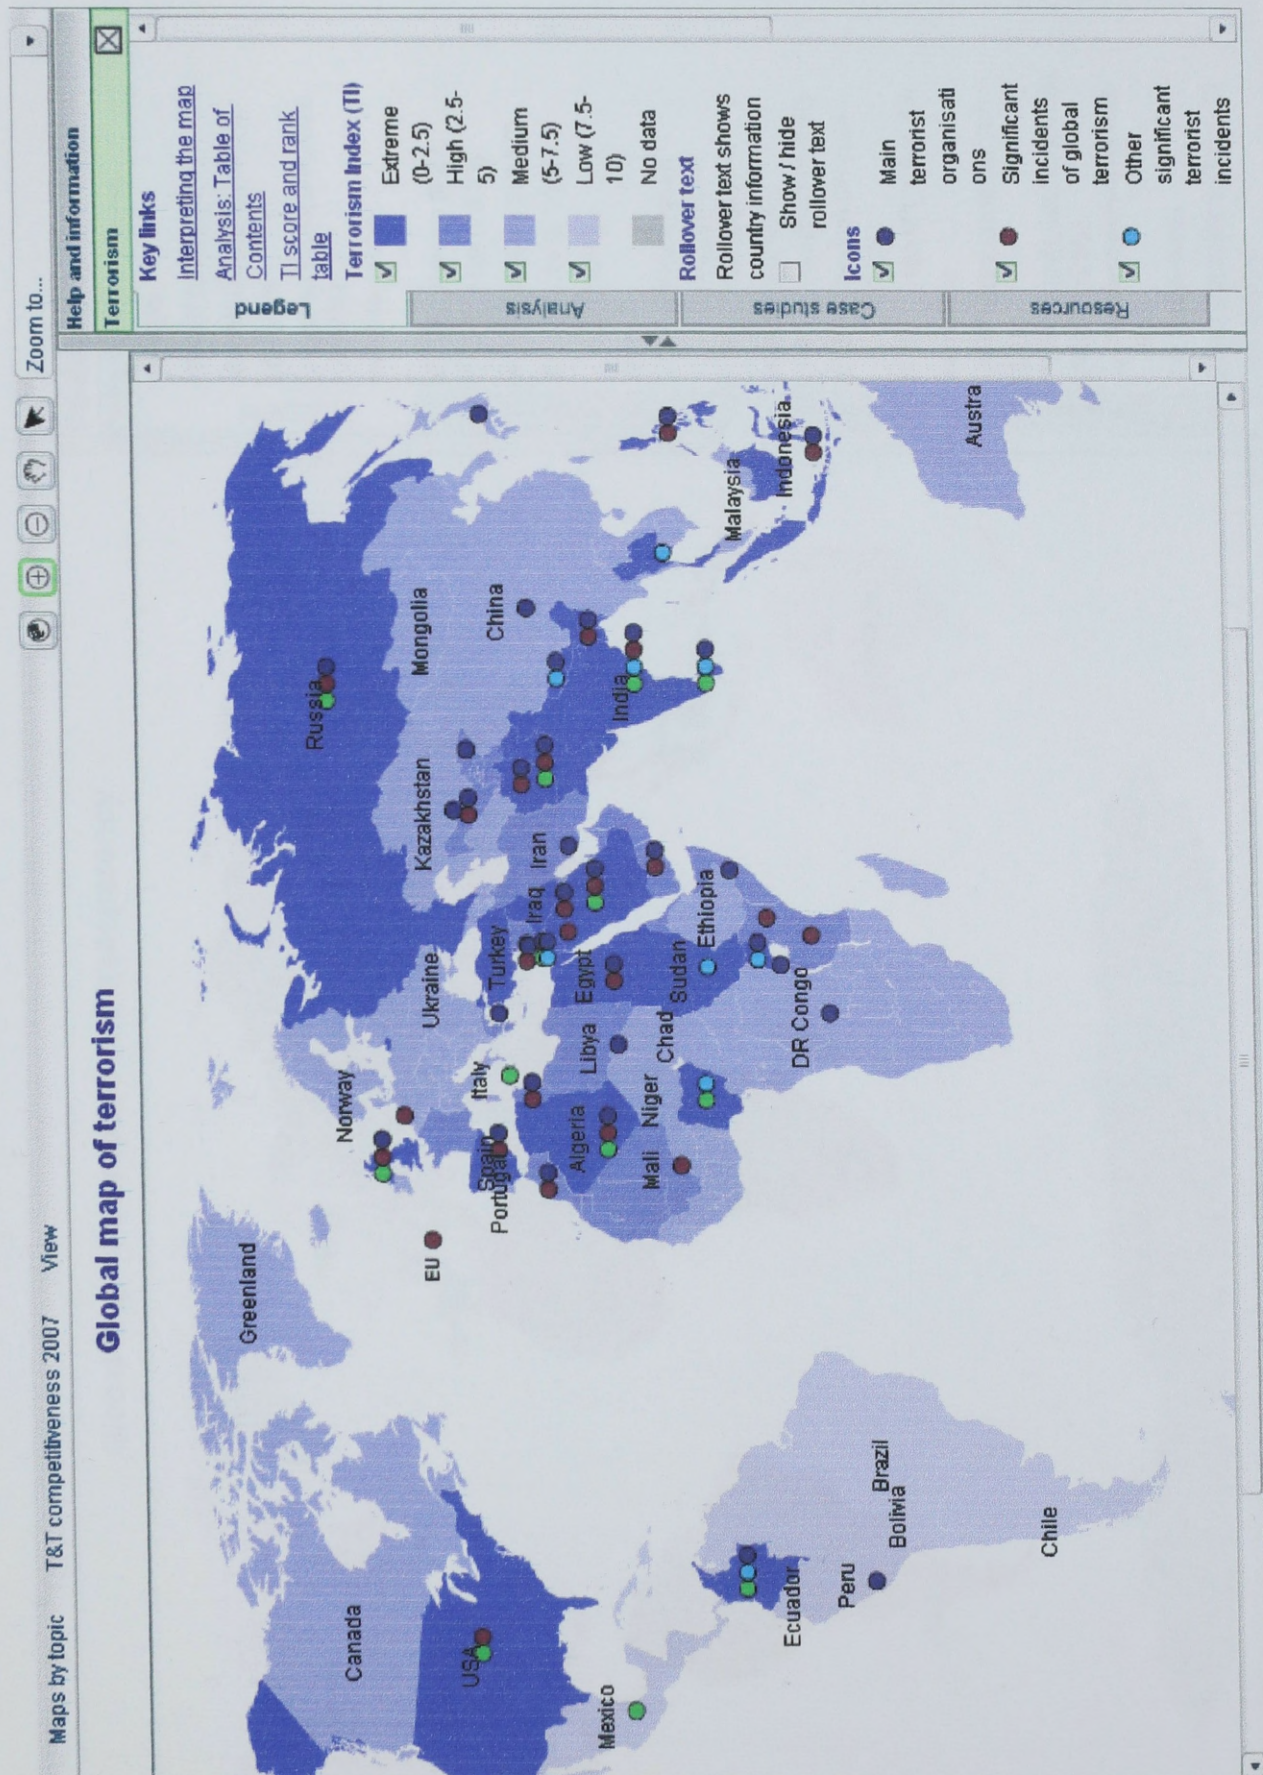 Maps by topic T&T competitiveness 2007 View
Zoom to...
Global map of terrorism
Greenland
Canada
USA
Mexico
Ecuador
Peru
Bolivia
Brazil
Chile
EU
Norway
Portugal
Spain
Italy
Ukraine
Turkey
Russia
Kazakhstan
Mongolia
China
Iraq
Iran
India
Algeria
Libya
Egypt
Mali
Niger
Chad
Sudan
Ethiopia
DR Congo
Malaysia
Indonesia
Austra
Help and information
Terrorism
Legend
Analysis
Case studies
Resources
Key links
Interpreting the map
Analysis: Table of
Contents
TI score and rank
table
Terrorism Index (TI)
Extreme
(0-2.5)
High (2.5-
5)
Medium
(5-7.5)
Low (7.5-
10)
No data
Rollover text
Rollover text shows
country information
Show / hide
rollover text
Icons
Main
terrorist
organisati
ons
Significant
incidents
of global
terrorism
Other
significant
terrorist
incidents